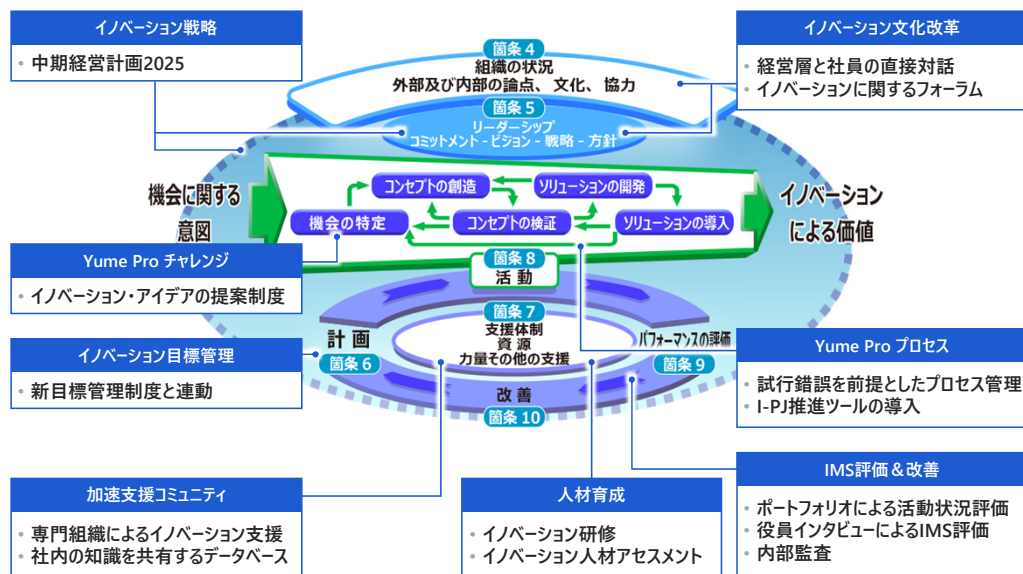 イノベーション戦略
・中期経営計画2025
イノベーション文化改革
・経営層と社員の直接対話
・イノベーションに関するフォーラム
箇条 4
組織の状況
外部及び内部の論点、文化、協力
箇条 5
リーダーシップ
コミットメント - ビジョン - 戦略 - 方針
機会に関する
意図
コンセプトの創造
ソリューションの開発
機会の特定
コンセプトの検証
ソリューションの導入
イノベーション
による価値
Yume Pro チャレンジ
・イノベーション・アイデアの提案制度
箇条 8
活動
箇条 7
支援体制
資源
力量その他の支援
計画
箇条 6
パフォーマンスの評価
箇条 9
改善
箇条 10
イノベーション目標管理
・新目標管理制度と連動
Yume Pro プロセス
・試行錯誤を前提としたプロセス管理
・I-PJ推進ツールの導入
加速支援コミュニティ
・専門組織によるイノベーション支援
・社内の知識を共有するデータベース
人材育成
・イノベーション研修
・イノベーション人材アセスメント
IMS評価＆改善
・ポートフォリオによる活動状況評価
・役員インタビューによるIMS評価
・内部監査